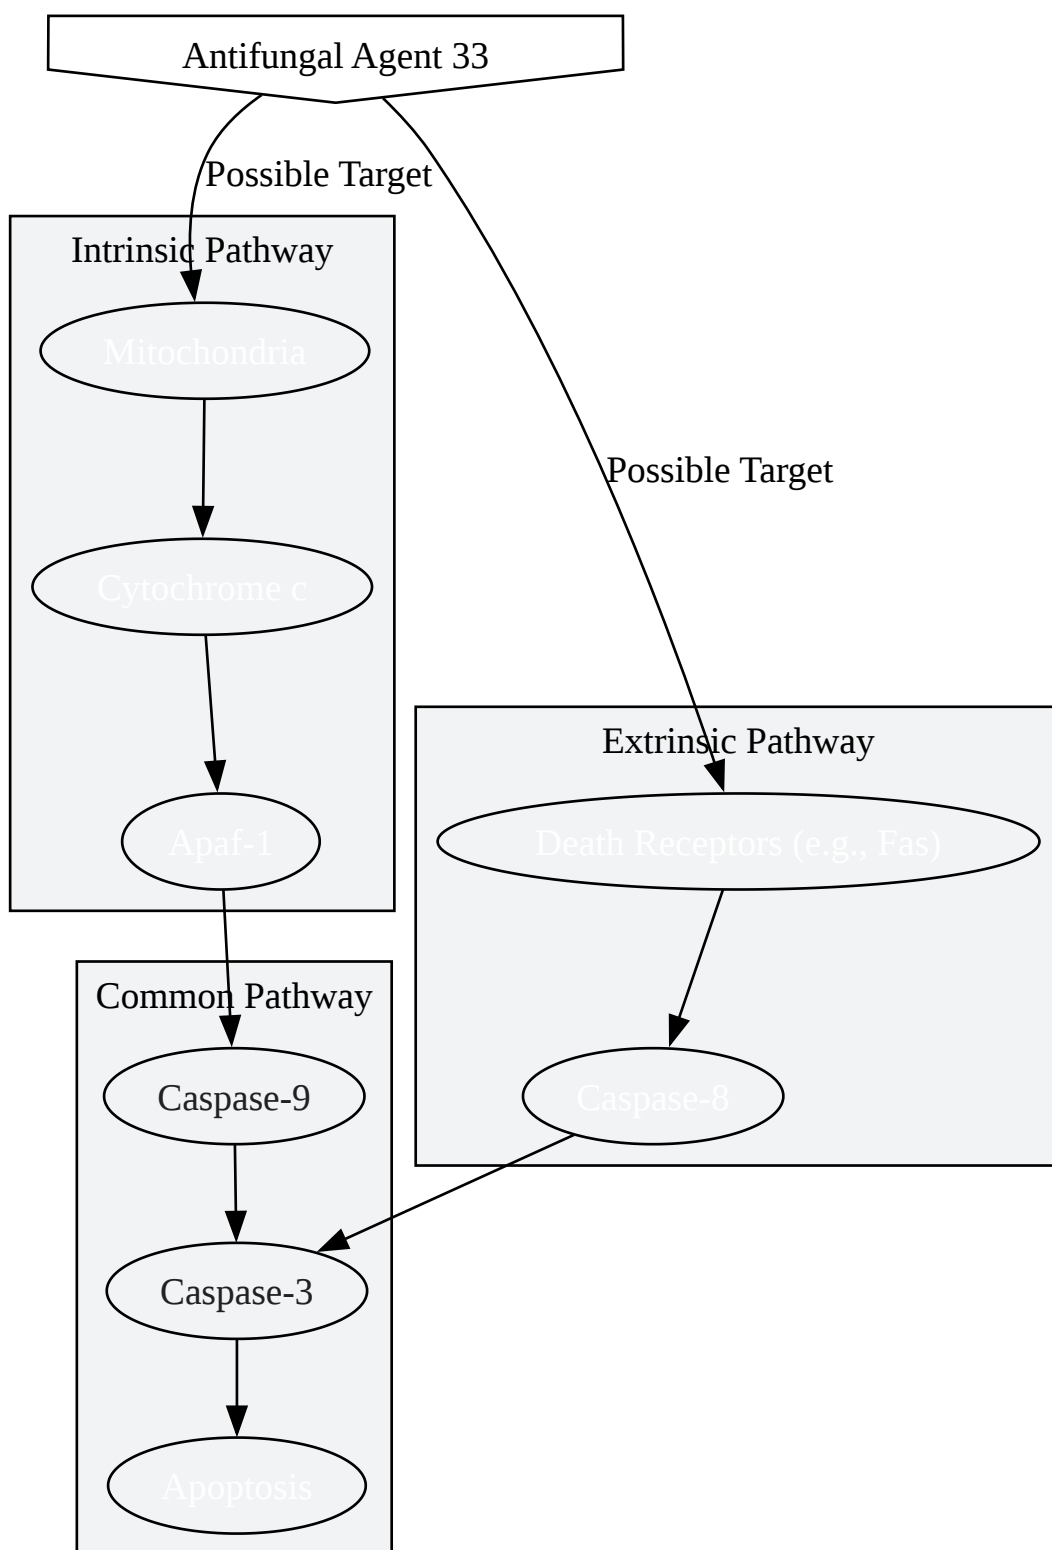 Antifungal Agent 33
Possible Target
Intrinsic Pathway
Mitochondria
Possible Target
Cytochrome c
Extrinsic Pathway
Apaf-1
Death Receptors (e.g., Fas)
Common Pathway
Caspase-9
Caspase-8
Caspase-3
Apoptosis